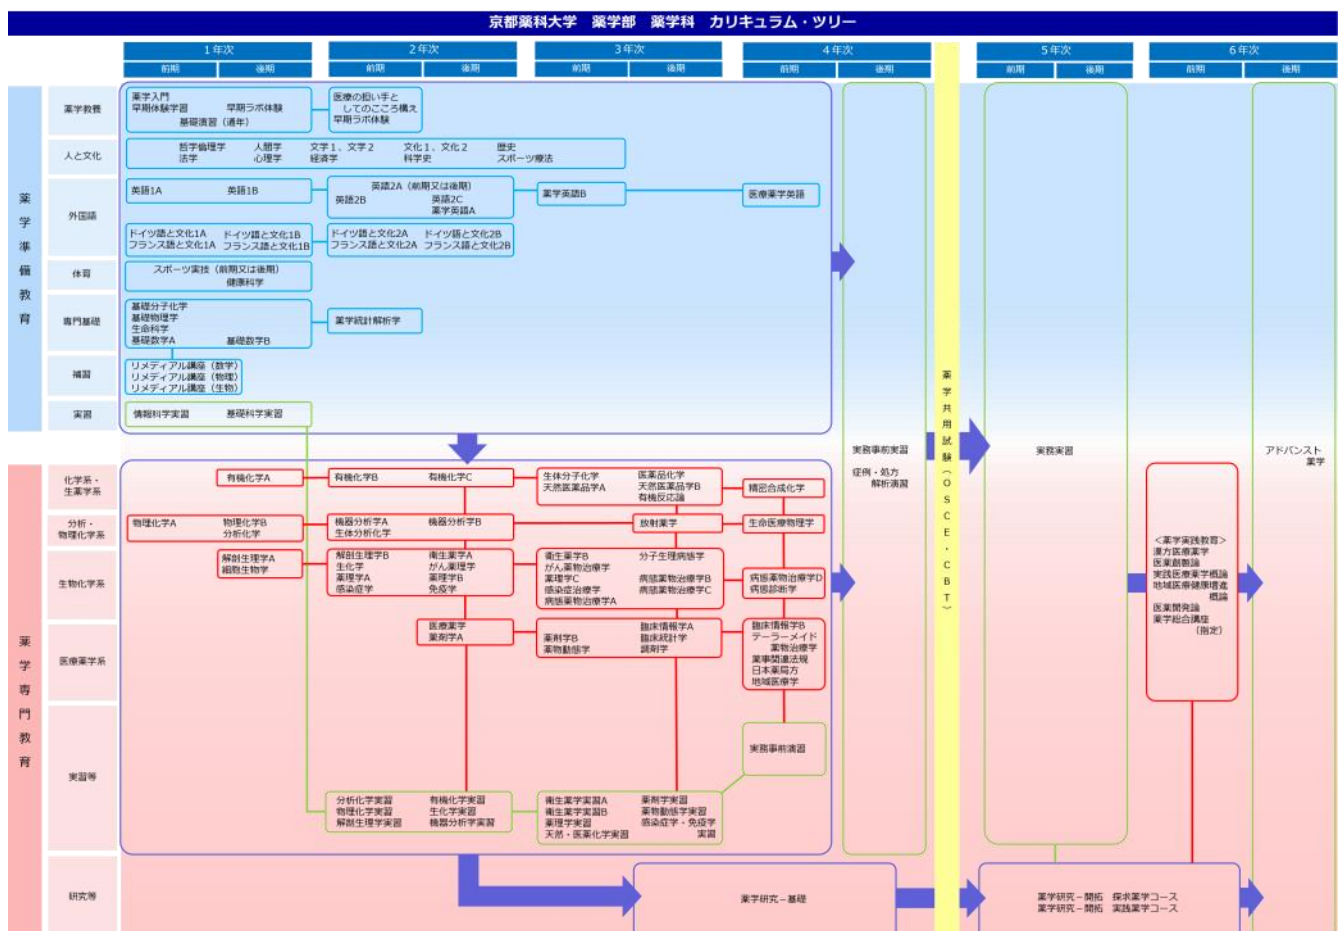 京都薬科大学　薬学部　薬学科　カリキュラム・ツリー
1年次
2年次
3年次
4年次
5年次
6年次
前期
後期
前期
後期
前期
後期
前期
後期
前期
後期
前期
後期
薬学準備教育
薬学教養
薬学入門
早期体験学習　早期ラボ体験
基礎演習（通年）
医療の担い手と
してのこころ構え
早期ラボ体験
人と文化
哲学倫理学　人間学　文学1、文学2　文化1、文化2　歴史
法学　心理学　経済学　科学史　スポーツ療法
外国語
英語1A　英語1B
英語2A（前期又は後期）
英語2B　英語2C
薬学英語A
薬学英語B
医療薬学英語
ドイツ語と文化1A　ドイツ語と文化1B
フランス語と文化1A　フランス語と文化1B
ドイツ語と文化2A　ドイツ語と文化2B
フランス語と文化2A　フランス語と文化2B
体育
スポーツ実技（前期又は後期）
健康科学
専門基礎
基礎分子化学
基礎物理学
生命科学
基礎数学A　基礎数学B
薬学統計解析学
補習
リメディアル講座（数学）
リメディアル講座（物理）
リメディアル講座（生物）
実習
情報科学実習　基礎科学実習
薬学専門教育
化学系・
生薬学系
有機化学A
有機化学B　有機化学C
生体分子化学　医薬品化学
天然医薬品学A　天然医薬品学B
有機反応論
精密合成化学
分析・
物理化学系
物理化学A　物理化学B
分析化学
機器分析学A　機器分析学B
生体分析化学
放射薬学
生命医療物理学
生物化学系
解剖生理学A
細胞生物学
解剖生理学B　衛生薬学A
生化学　がん薬理学
薬理学A　薬理学B
感染症学　免疫学
衛生薬学B　分子生理病態学
がん薬物治療学
薬理学C　病態薬物治療学B
感染症治療学　病態薬物治療学C
病態薬物治療学A
病態薬物治療学D
病態診断学
医療薬学系
医療薬学
薬剤学A
臨床情報学A
薬剤学B　臨床統計学
薬物動態学　調剤学
臨床情報学B
テーラーメイド
薬物治療学
薬事関連法規
日本薬局方
地域医療学
実習等
実務事前演習
分析化学実習　有機化学実習
物理化学実習　生化学実習
解剖生理学実習　機器分析学実習
衛生薬学実習A　薬剤学実習
衛生薬学実習B　薬物動態学実習
薬理学実習　感染症学・免疫学
天然・医薬化学実習　実習
実務事前実習
症例・処方
解析演習
薬学共用試験（OSCE・CBT）
実務実習
＜薬学実践教育＞
漢方医療薬学
医薬創製論
実践医療薬学概論
地域医療健康増進
概論
医薬開発論
薬学総合講座
（指定）
アドバンスト
薬学
研究等
薬学研究－基礎
薬学研究－開拓　探求薬学コース
薬学研究－開拓　実践薬学コース